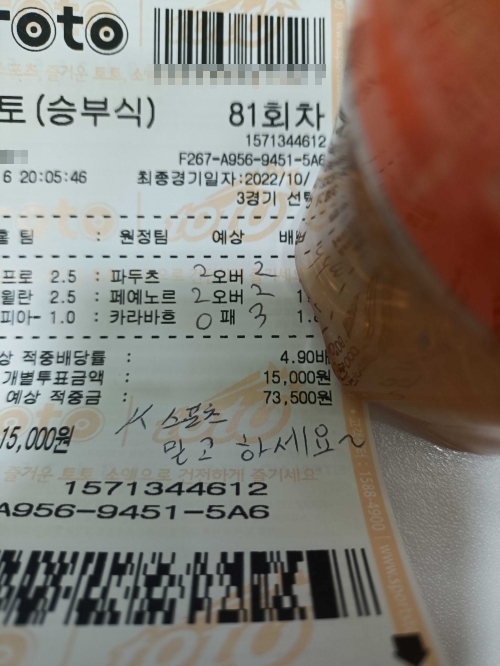 토 (승부식) 81회차
1571344612
F267-A956-9451-5A6
6 20:05:46 최종경기일자:2022/10/
3경기 선택
홈 팀 : 원정팀 예상
프로 2.5 : 파두츠 2 오버 2
윌란 2.5 : 페예노르 2 오버 2
피아- 1.0 : 카라바흐 0 패 3
상 적중배당률 : 4.90배
개별투표금액 : 15,000원
예상 적중금 : 73,500원
15,000원
K 스포츠
믿고 하세요~
1571344612
A956-9451-5A6